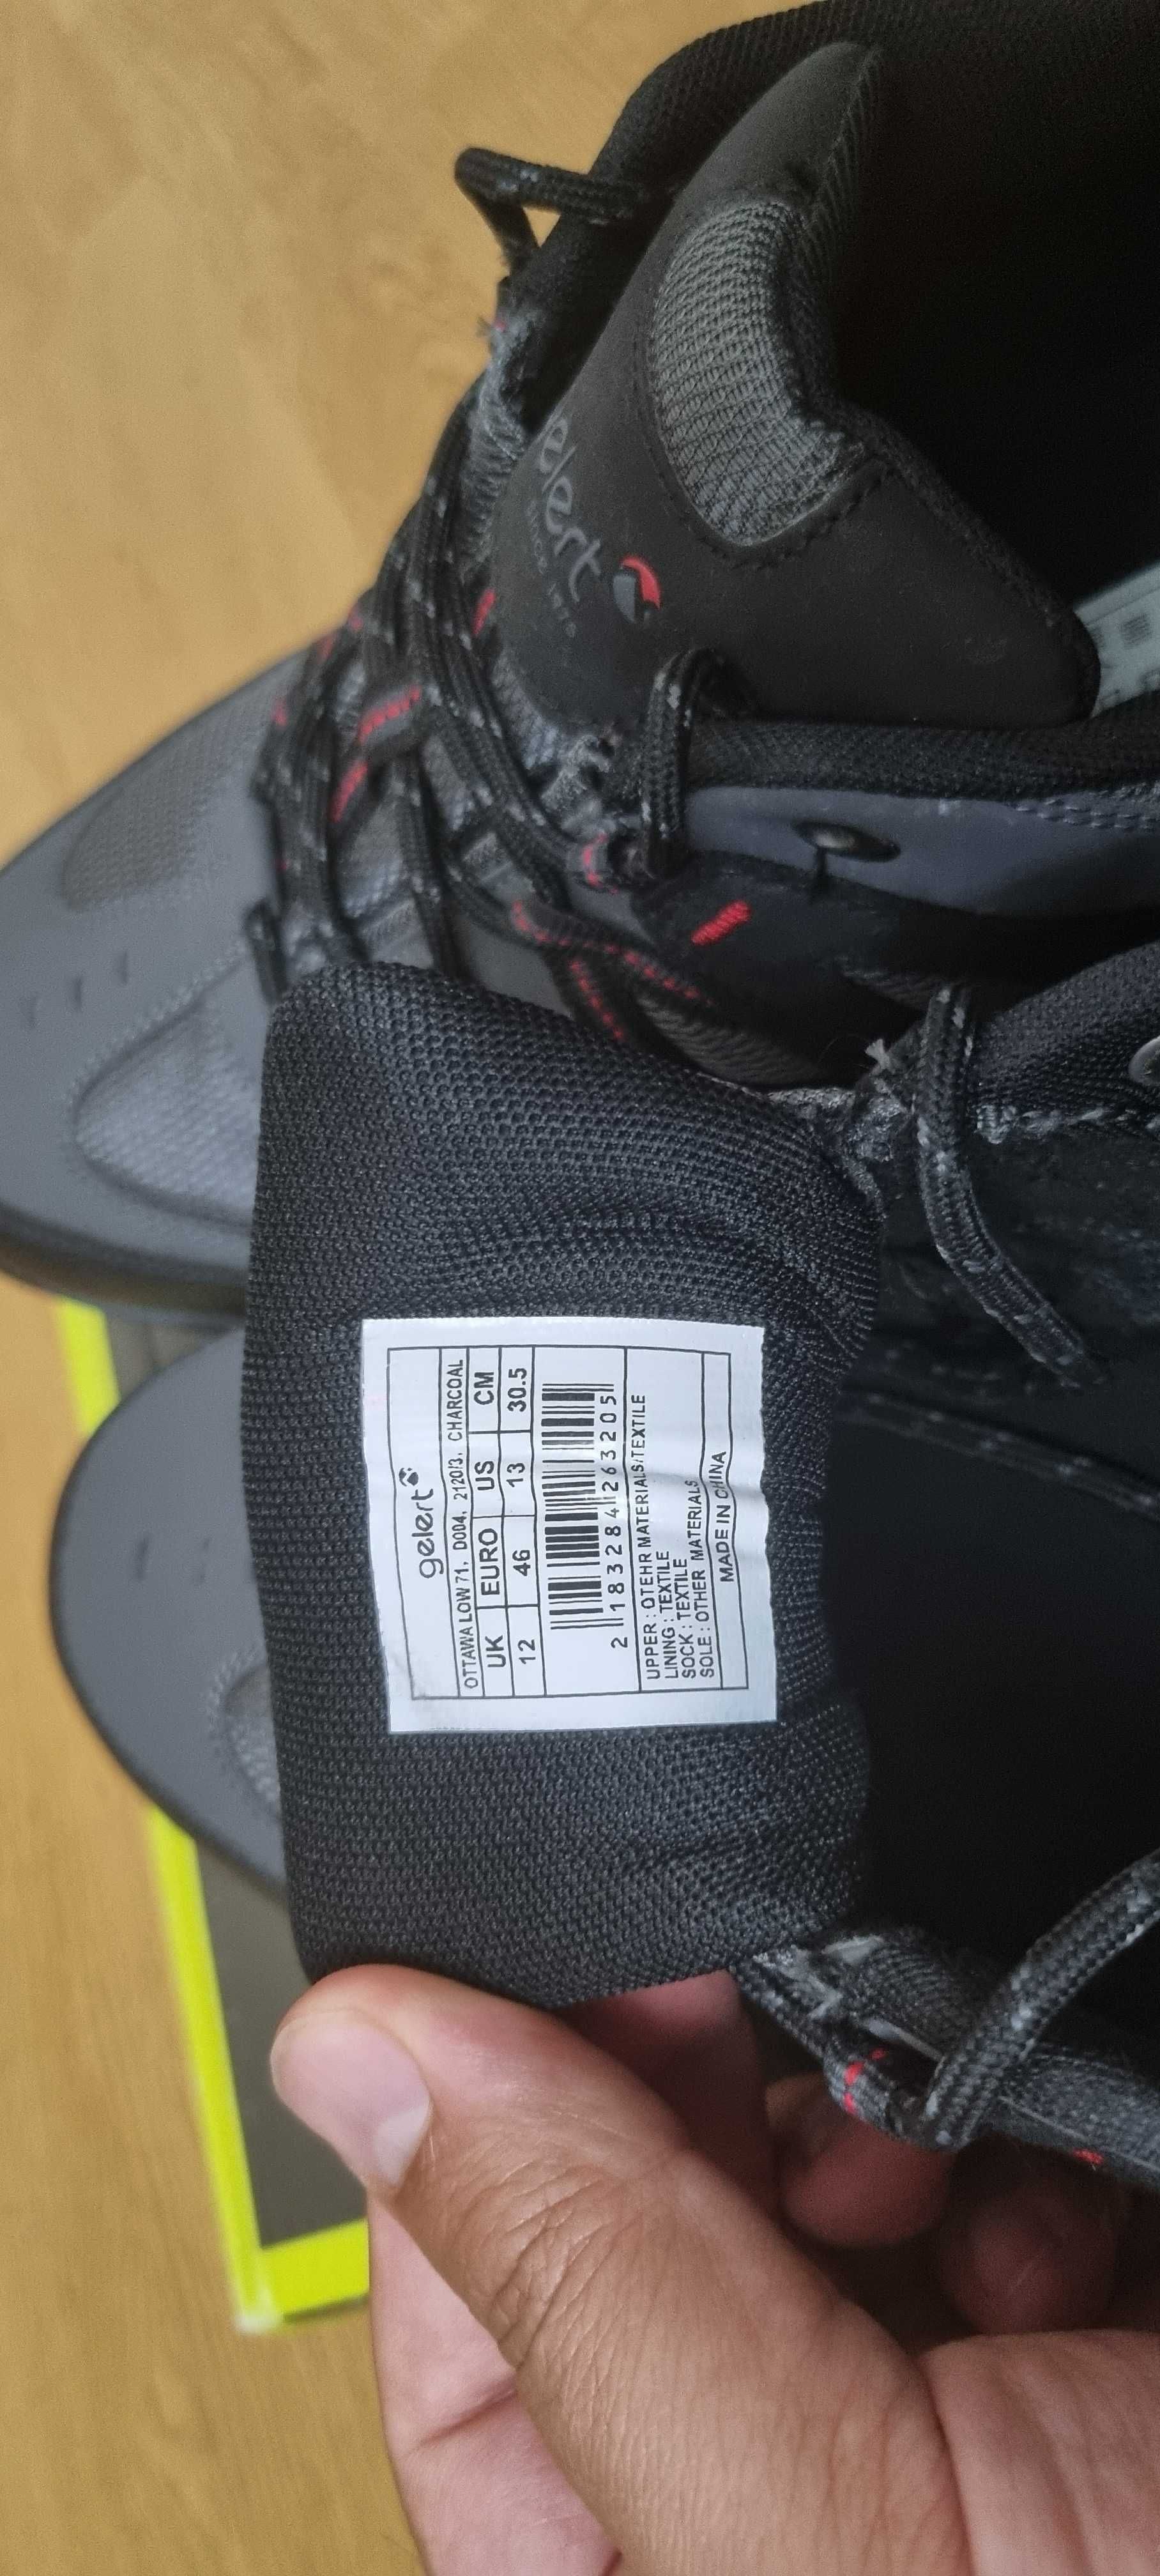 elert
gelert
OTTAWA LOW 71, D004, 212013, CHARCOAL
UK EURO US CM
12 46 13 30.5
2 183284 263205
UPPER : OTEHR MATERIALS/TEXTILE
LINING : TEXTILE
SOCK : TEXTILE
SOLE : OTHER MATERIALS
MADE IN CHINA